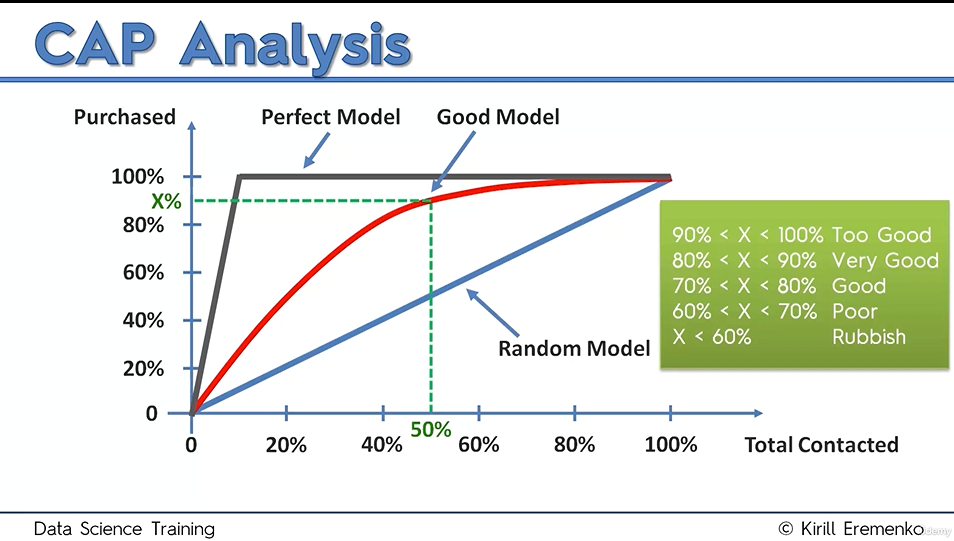 CAP Analysis
Purchased
Perfect Model
Good Model
100%
X%
80%
60%
40%
20%
0
Random Model
90% < X < 100% Too Good
80% < X < 90% Very Good
70% < X < 80% Good
60% < X < 70% Poor
X < 60% Rubbish
0 20% 40% 50% 60% 80% 100% Total Contacted
Data Science Training
© Kirill Eremenko